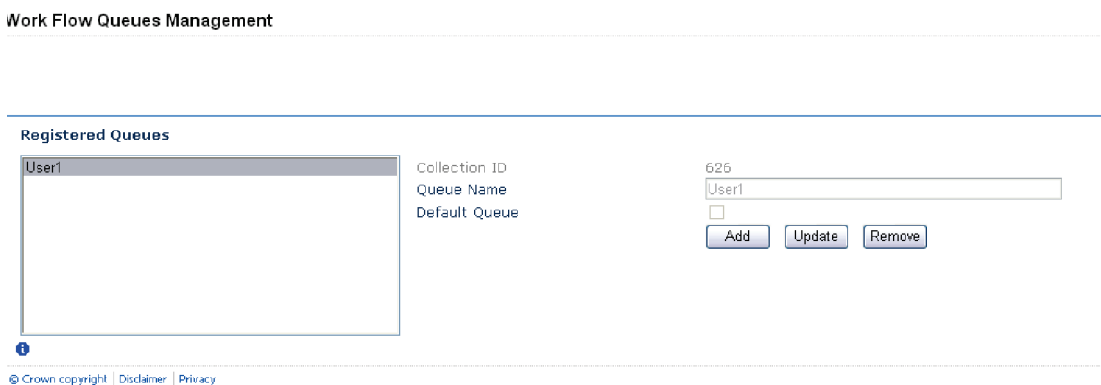 Work Flow Queues Management
Registered Queues
User1
Collection ID 626
Queue Name User1
Default Queue
Add Update Remove
© Crown copyright | Disclaimer | Privacy